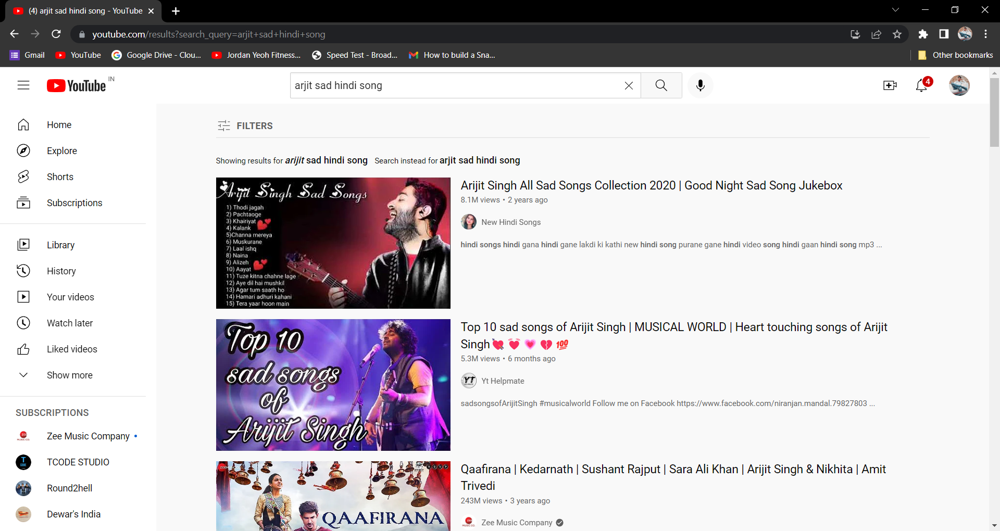 (4) arjit sad hindi song - YouTube
youtube.com/results?search_query=arjit+sad+hindi+song
Gmail YouTube Google Drive - Clou... Jordan Yeoh Fitness... Speed Test - Broad... How to build a Sna... Other bookmarks
YouTube IN
arjit sad hindi song
4
Home
Explore
Shorts
Subscriptions
Library
History
Your videos
Watch later
Liked videos
Show more
SUBSCRIPTIONS
Zee Music Company
TCODE STUDIO
Round2hell
Dewar's India
FILTERS
Showing results for arijit sad hindi song Search instead for arjit sad hindi song
Arijit Singh Sad Songs
1) Thodi jagah
2) Pachtaoge
3) Khairiyat
4) Kalank
5)Channa mereya
6) Muskurane
7) Laal ishq
8) Naina
9) Alizeh
10) Aayat
11) Tuze kitna chahne lage
12) Aye dil hai mushkil
13) Agar tum saath ho
14) Hamari adhuri kahani
15) Tera yaar hoon main
Arijit Singh All Sad Songs Collection 2020 | Good Night Sad Song Jukebox
8.1M views • 2 years ago
New Hindi Songs
hindi songs hindi gana hindi gane lakdi ki kathi new hindi song purane gane hindi video song hindi gaan hindi song mp3 ...
Top 10
sad songs
of
Arijit Singh
Top 10 sad songs of Arijit Singh | MUSICAL WORLD | Heart touching songs of Arijit
Singh💘 💓 💗 💔 💯
5.3M views • 6 months ago
YT
Yt Helpmate
sadsongsofArijitSingh #musicalworld Follow me on Facebook https://www.facebook.com/niranjan.mandal.79827803 ...
QAAFIRANA
Qaafirana | Kedarnath | Sushant Rajput | Sara Ali Khan | Arijit Singh & Nikhita | Amit
Trivedi
243M views • 3 years ago
Zee Music Company